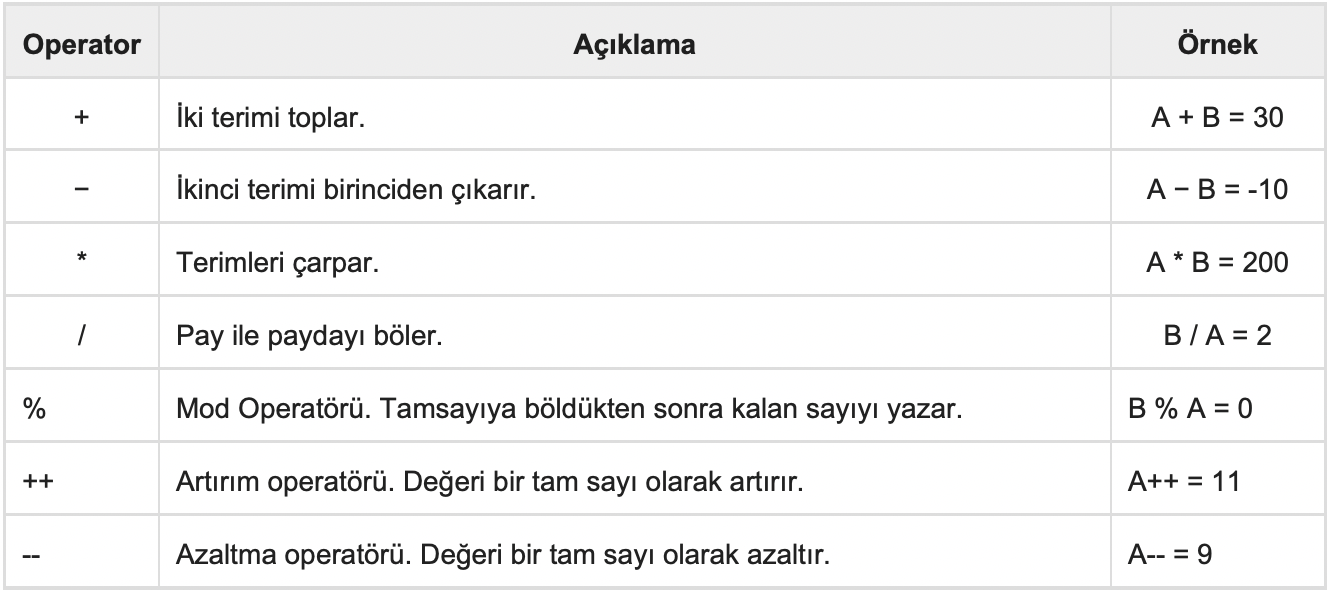 Operator Açıklama Örnek
+ İki terimi toplar. A + B = 30
− İkinci terimi birinciden çıkarır. A − B = -10
* Terimleri çarpar. A * B = 200
/ Pay ile paydayı böler. B / A = 2
% Mod Operatörü. Tamsayıya böldükten sonra kalan sayıyı yazar. B % A = 0
++ Artırım operatörü. Değeri bir tam sayı olarak artırır. A++ = 11
-- Azaltma operatörü. Değeri bir tam sayı olarak azaltır. A-- = 9